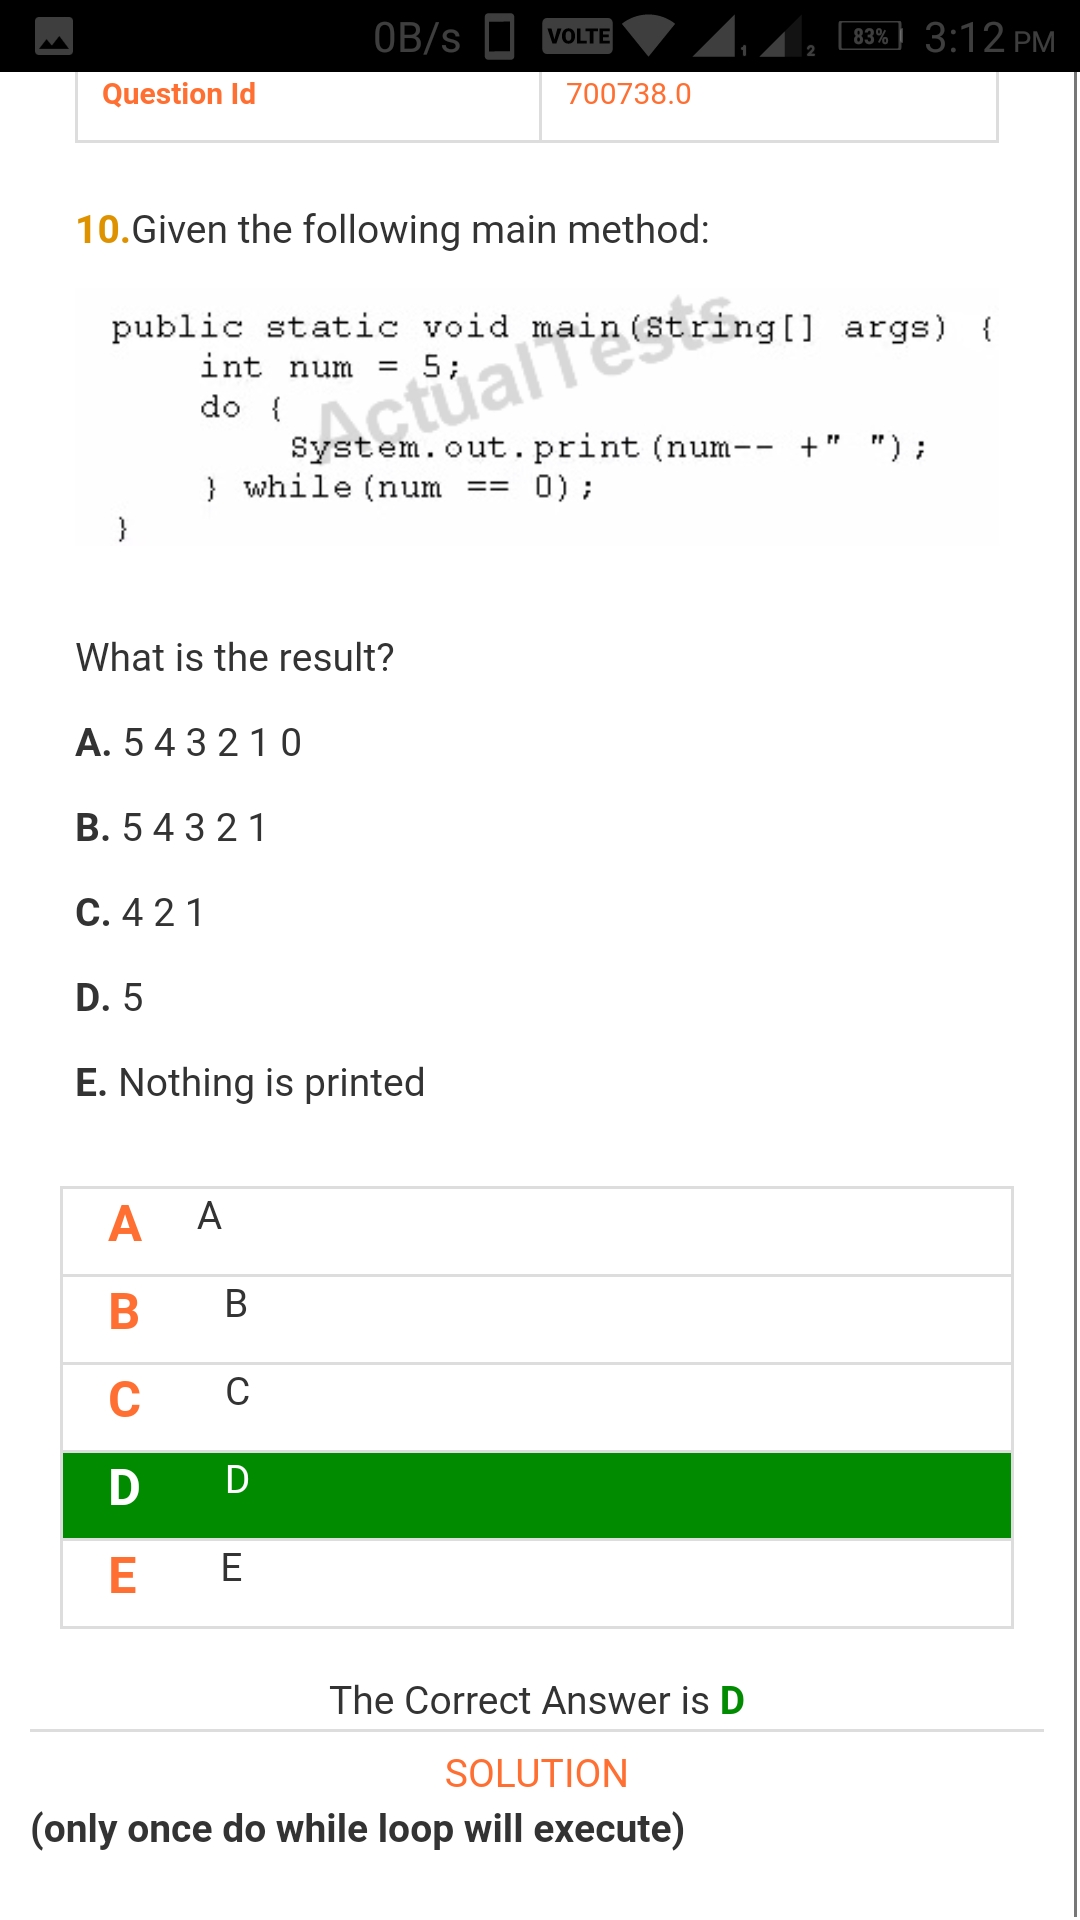 0B/s VOLTE 1 2 83% 3:12 PM
Question Id 700738.0
10.Given the following main method:
public static void main(String[] args) {
int num = 5;
do {
System.out.print(num-- +" ");
} while(num == 0);
}
ActualTests
What is the result?
A. 5 4 3 2 1 0
B. 5 4 3 2 1
C. 4 2 1
D. 5
E. Nothing is printed
A A
B B
C C
D D
E E
The Correct Answer is D
SOLUTION
(only once do while loop will execute)